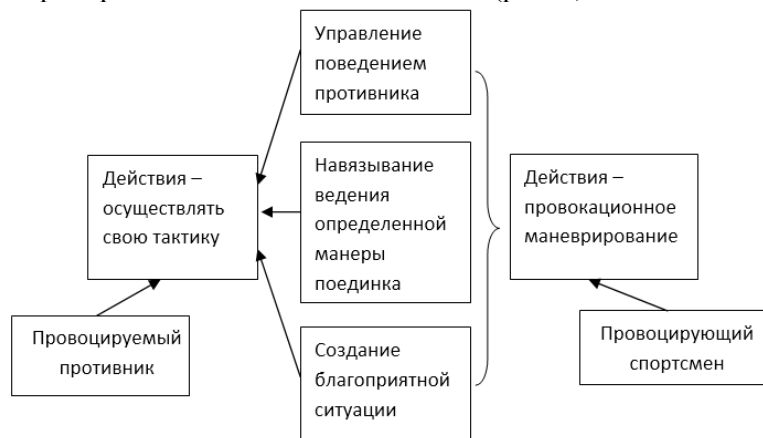 Управление
поведением
противника
Действия –
осуществлять
свою тактику
Навязывание
ведения
определенной
манеры
поединка
Действия –
провокационное
маневрирование
Провоцируемый
противник
Создание
благоприятной
ситуации
Провоцирующий
спортсмен